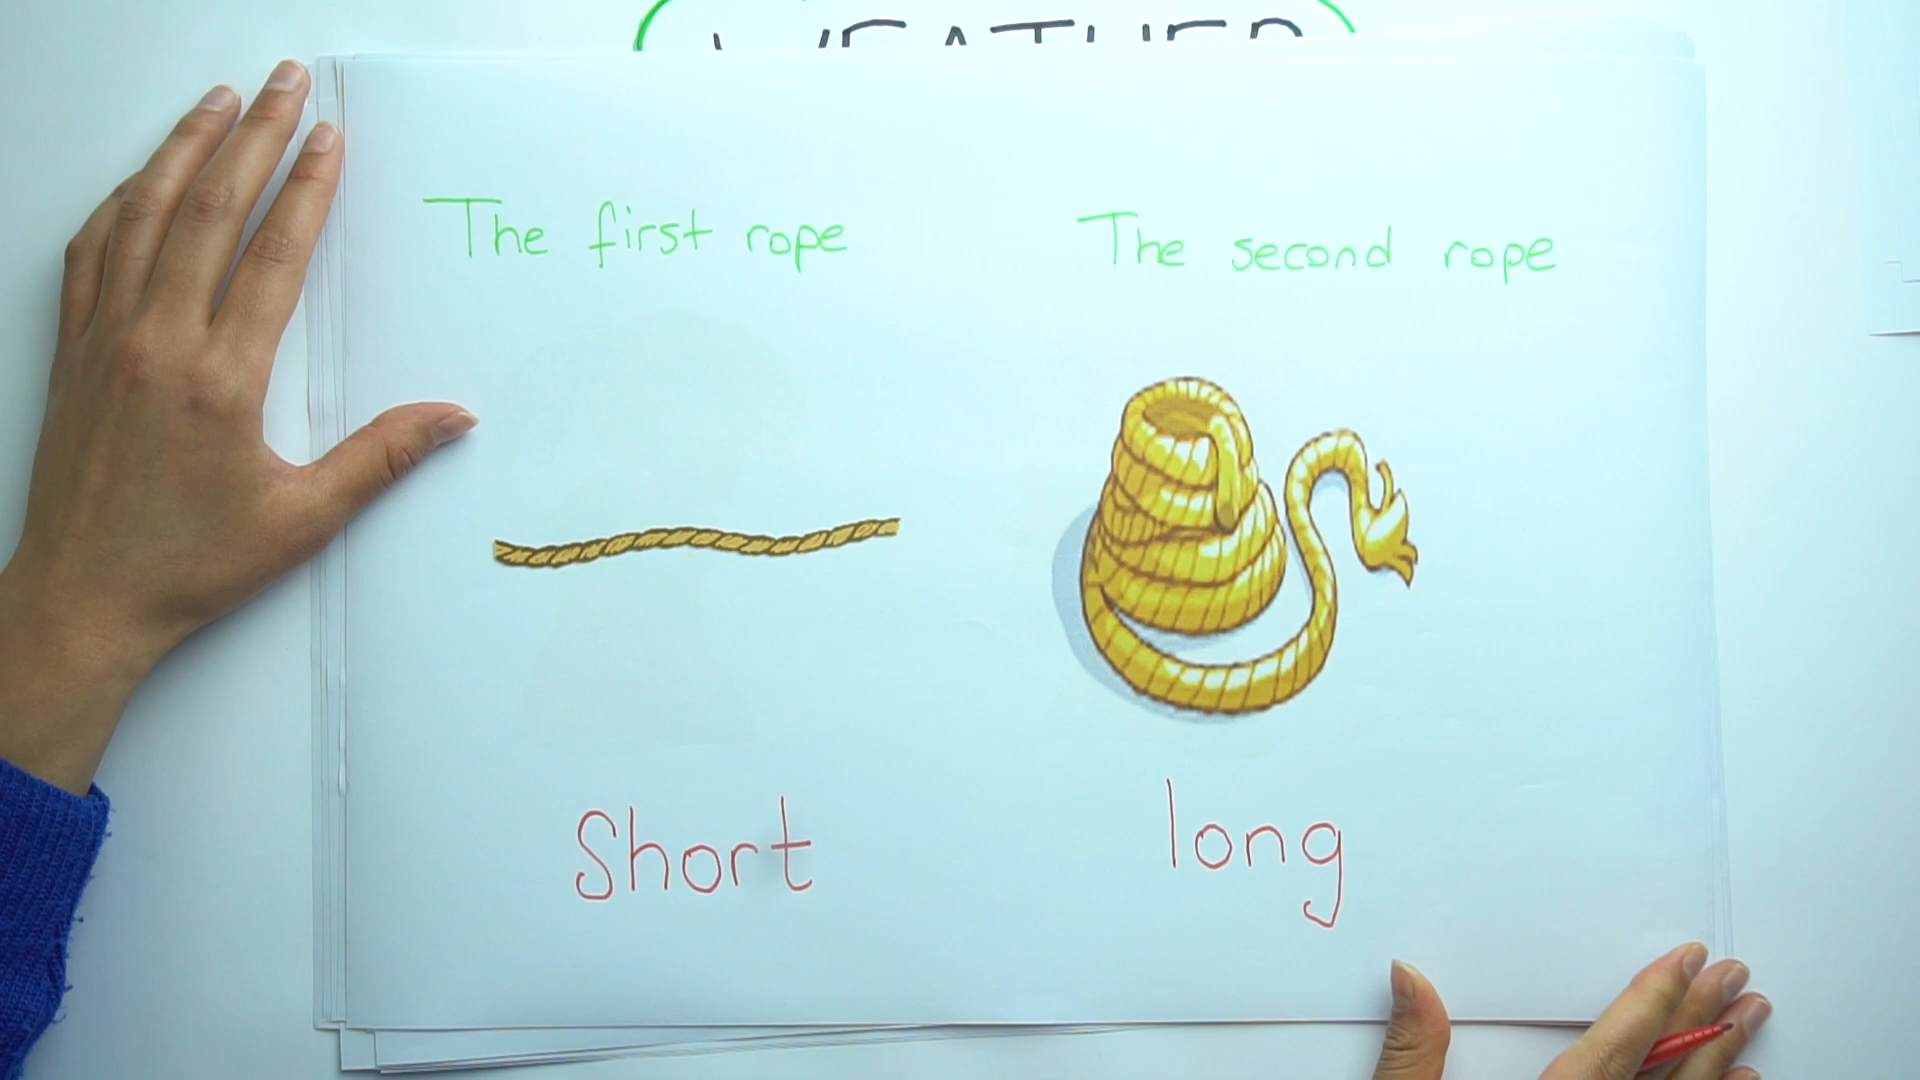 The first rope
The second rope
Short
long